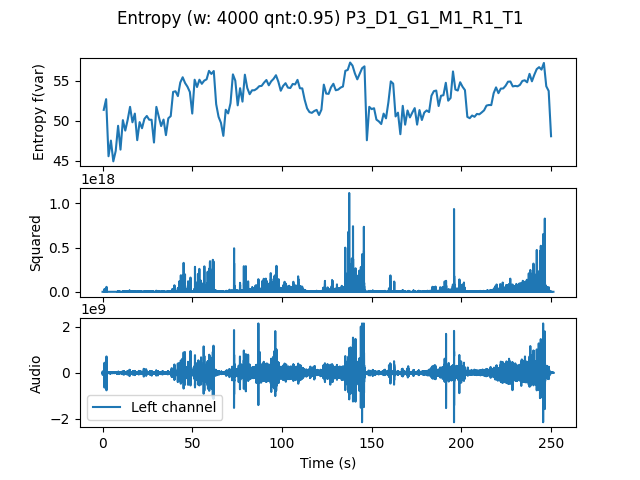 Entropy (w: 4000 qnt:0.95) P3_D1_G1_M1_R1_T1
Entropy f(var)
55
50
45
1e18
Squared
1.0
0.5
0.0
1e9
Audio
2
0
−2
Left channel
0 50 100 150 200 250
Time (s)